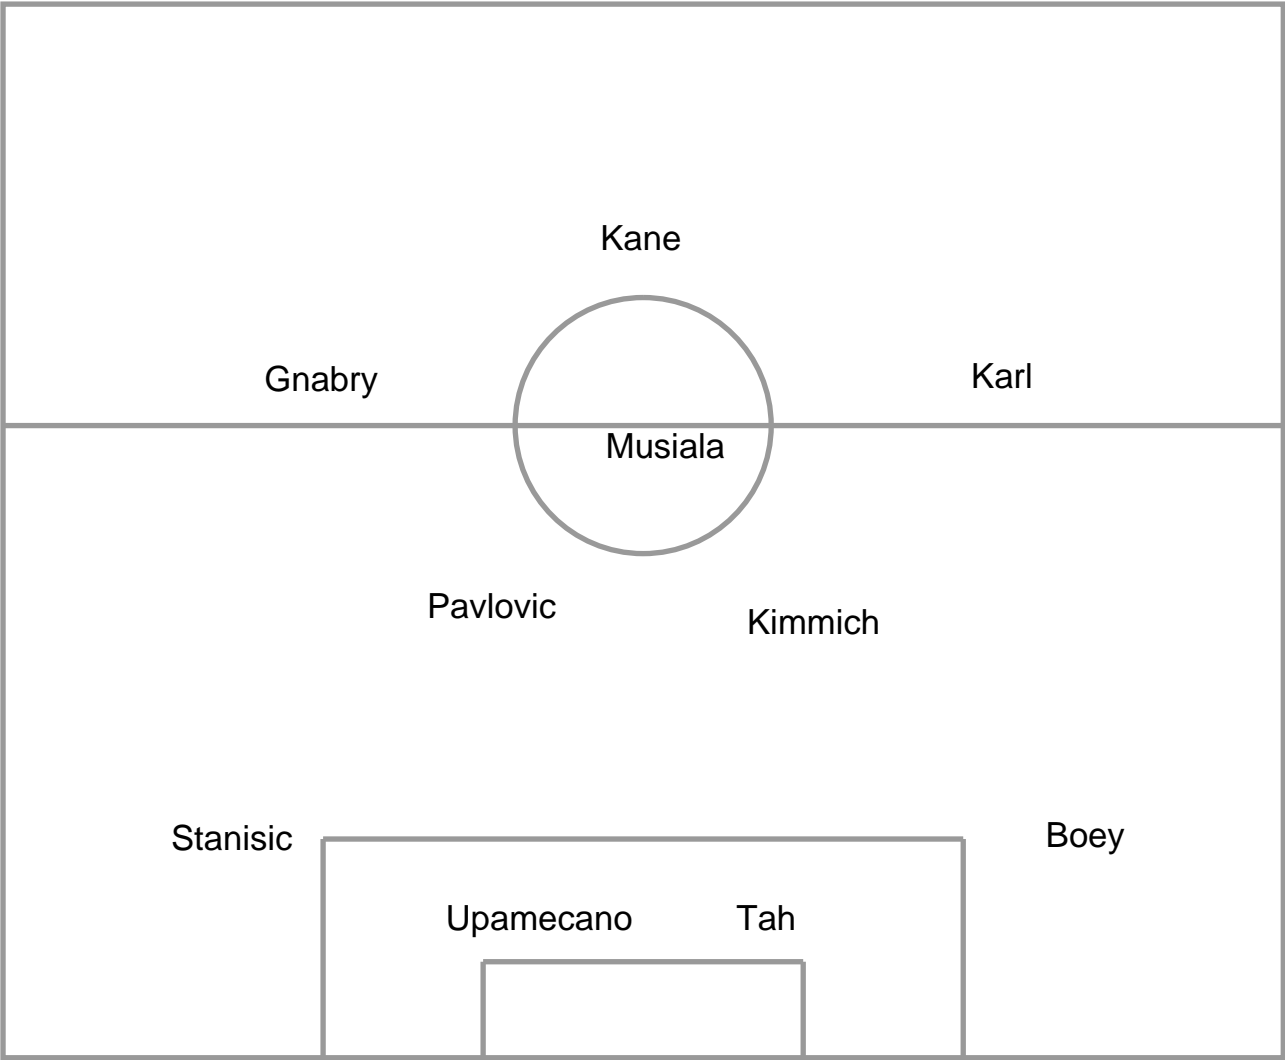 Kane
Gnabry
Karl
Musiala
Pavlovic
Kimmich
Stanisic
Boey
Upamecano
Tah